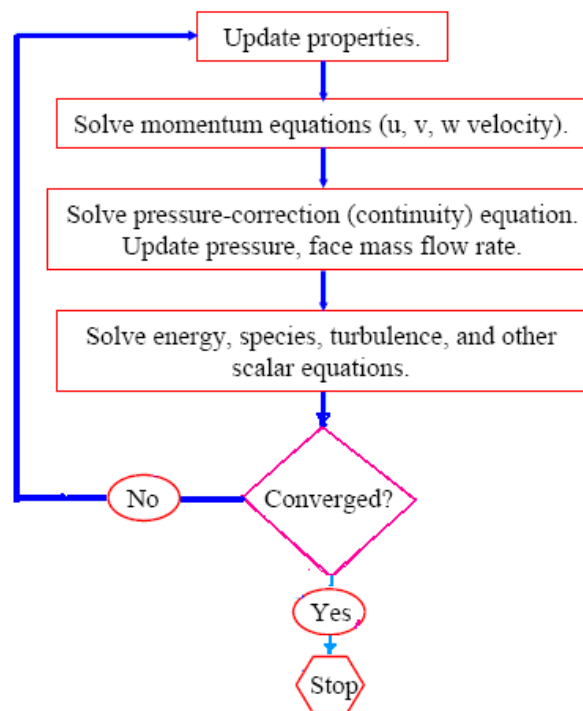 Update properties.
Solve momentum equations (u, v, w velocity).
Solve pressure-correction (continuity) equation.
Update pressure, face mass flow rate.
Solve energy, species, turbulence, and other
scalar equations.
No
Converged?
Yes
Stop